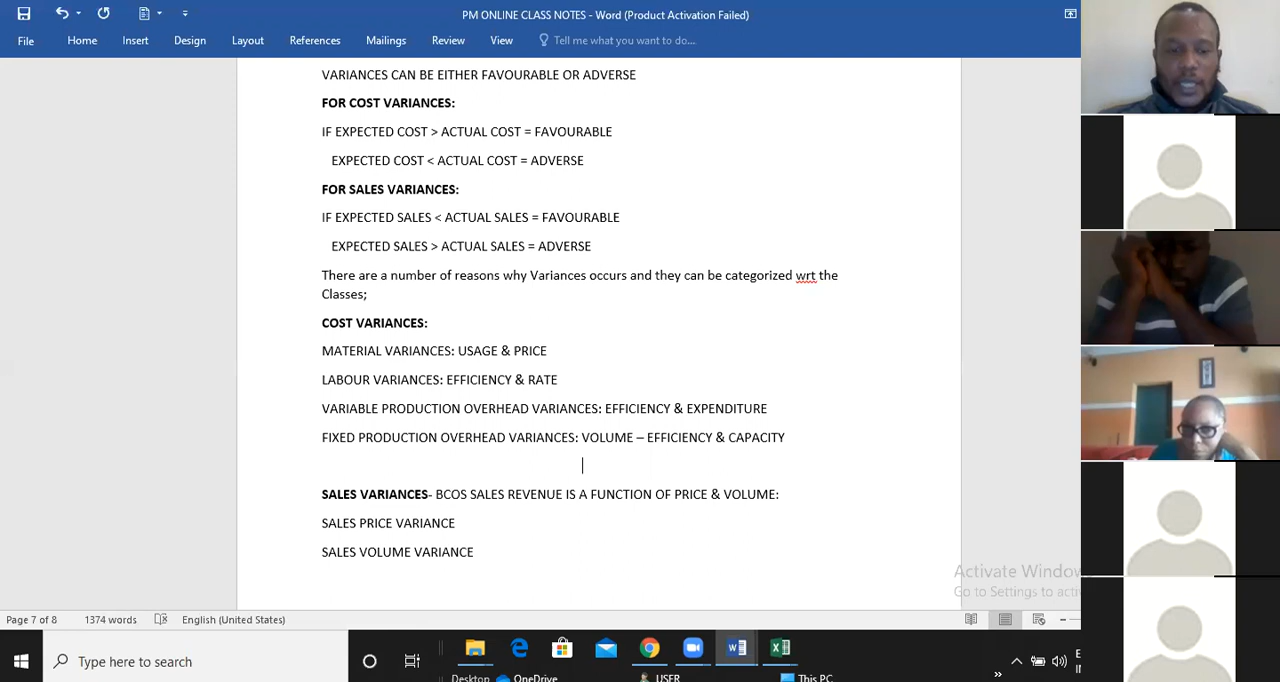 PM ONLINE CLASS NOTES - Word (Product Activation Failed)
File Home Insert Design Layout References Mailings Review View Tell me what you want to do...
VARIANCES CAN BE EITHER FAVOURABLE OR ADVERSE
FOR COST VARIANCES:
IF EXPECTED COST > ACTUAL COST = FAVOURABLE
EXPECTED COST < ACTUAL COST = ADVERSE
FOR SALES VARIANCES:
IF EXPECTED SALES < ACTUAL SALES = FAVOURABLE
EXPECTED SALES > ACTUAL SALES = ADVERSE
There are a number of reasons why Variances occurs and they can be categorized wrt the
Classes;
COST VARIANCES:
MATERIAL VARIANCES: USAGE & PRICE
LABOUR VARIANCES: EFFICIENCY & RATE
VARIABLE PRODUCTION OVERHEAD VARIANCES: EFFICIENCY & EXPENDITURE
FIXED PRODUCTION OVERHEAD VARIANCES: VOLUME – EFFICIENCY & CAPACITY
SALES VARIANCES- BCOS SALES REVENUE IS A FUNCTION OF PRICE & VOLUME:
SALES PRICE VARIANCE
SALES VOLUME VARIANCE
Activate Windows
Go to Settings to acti
Page 7 of 8 1374 words English (United States)
Type here to search
Desktop OneDrive USER This PC